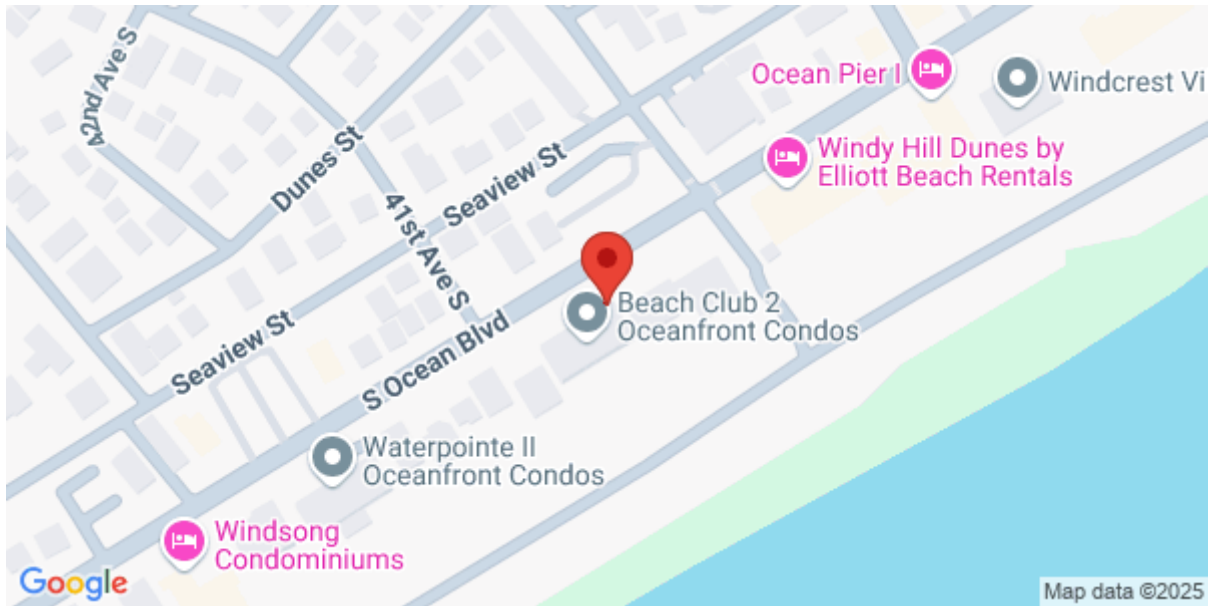 42nd Ave S
Dunes St
41st Ave S
Seaview St
Seaview St
S Ocean Blvd
Ocean Pier I
Windcrest Vi
Windy Hill Dunes by
Elliott Beach Rentals
Beach Club 2
Oceanfront Condos
Waterpointe II
Oceanfront Condos
Windsong
Condominiums
Google
Map data ©2025